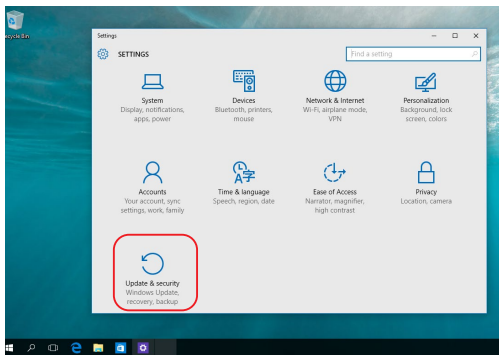 Recycle Bin
Settings
SETTINGS
Find a setting
System
Display, notifications,
apps, power
Devices
Bluetooth, printers,
mouse
Network & Internet
Wi-Fi, airplane mode,
VPN
Personalization
Background, lock
screen, colors
Accounts
Your account, sync
settings, work, family
Time & language
Speech, region, date
Ease of Access
Narrator, magnifier,
high contrast
Privacy
Location, camera
Update & security
Windows Update,
recovery, backup